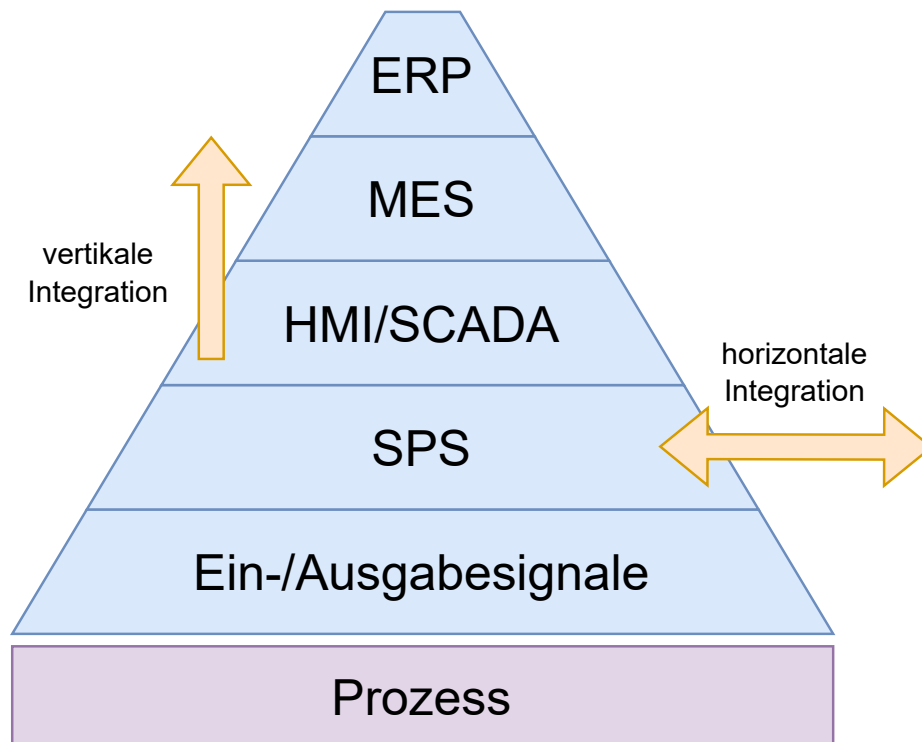 ERP
MES
vertikale
Integration
HMI/SCADA
horizontale
Integration
SPS
Ein-/Ausgabesignale
Prozess